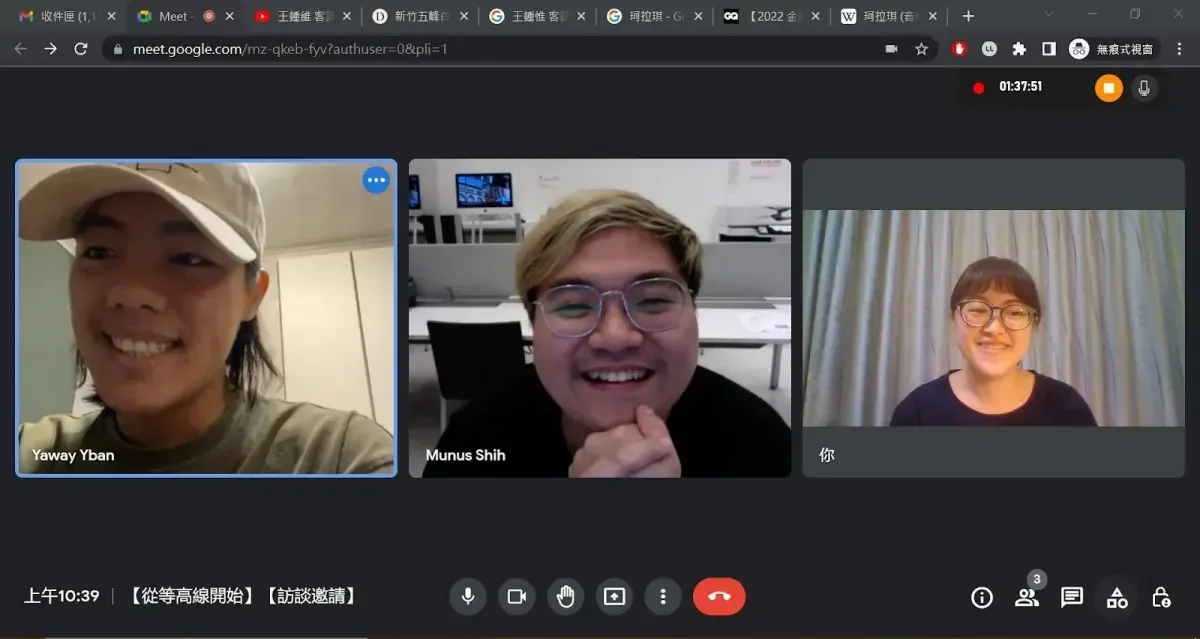 收件匣 (1,1
Meet -
王鍾維 客
新竹五峰
王鍾惟 客
珂拉琪 - G
GQ
【2022 金
W
珂拉琪 (音
meet.google.com/rnz-qkeb-fyv?authuser=0&pli=1
無痕式視窗
01:37:51
Yaway Yban
Munus Shih
你
上午10:39
【從等高線開始】【訪談邀請】
3